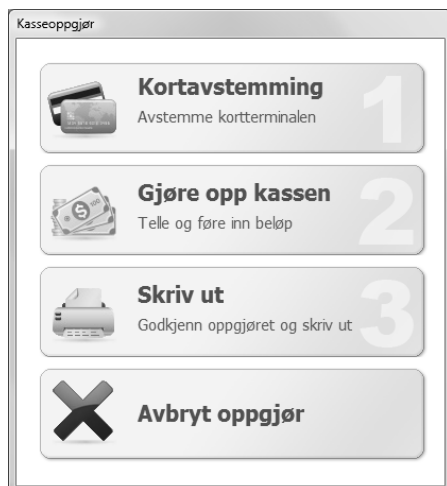 Kasseoppgjør
Kortavstemming
Avstemme kortterminalen
1
Gjøre opp kassen
Telle og føre inn beløp
2
Skriv ut
Godkjenn oppgjøret og skriv ut
3
Avbryt oppgjør